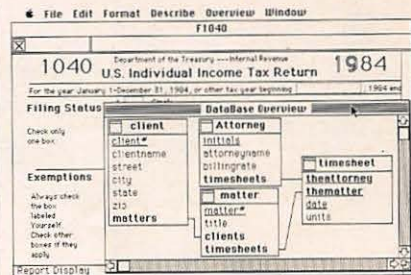 File Edit Format Describe Overview Window
F1040
1040
Department of the Treasury ---Internal Revenue
U.S. Individual Income Tax Return
1984
For the year January 1-December 31, 1984, or other tax year beginning
1984 and
Filing Status
Check only
one box.
Exemptions
Always check
the box
labeled
Yourself.
Check other
boxes if they
apply
Report Display
DataBase Overview
client
client#
clientname
street
city
state
zip
matters
Attorney
initials
attorneyname
billingrate
timesheets
matter
matter#
title
clients
timesheets
timesheet
theattorney
thematter
date
units